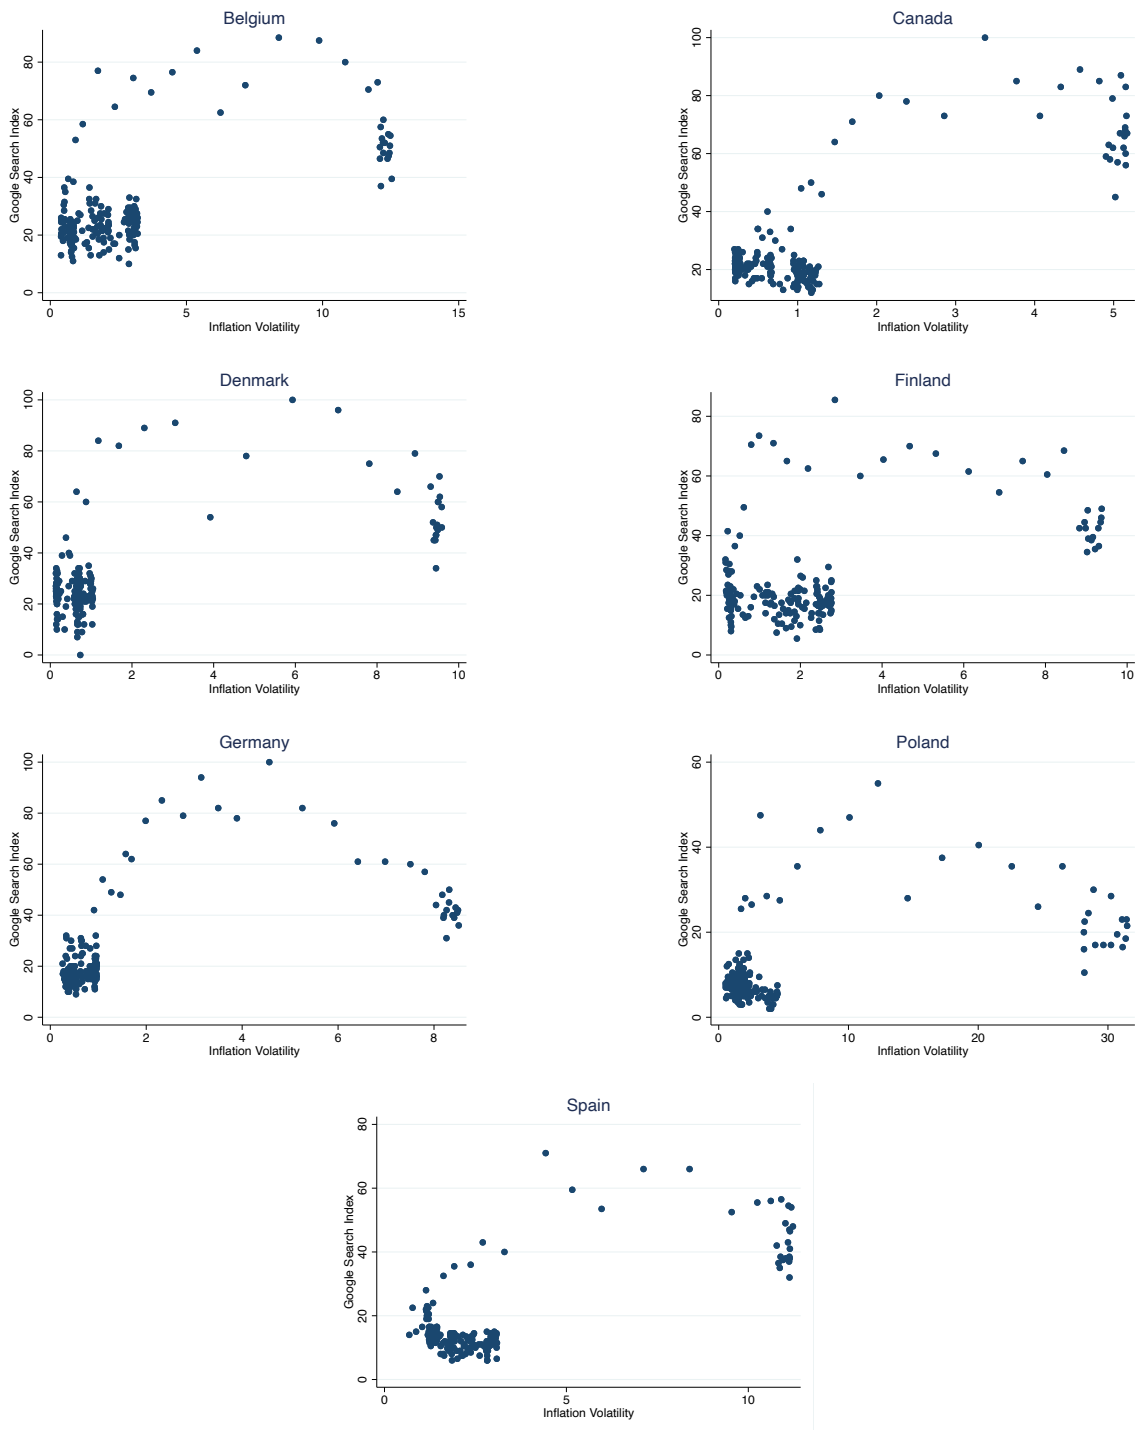 Belgium
Google Search Index
0 20 40 60 80
0 5 10 15
Inflation Volatility
Canada
Google Search Index
20 40 60 80 100
0 1 2 3 4 5
Inflation Volatility
Denmark
Google Search Index
0 20 40 60 80 100
0 2 4 6 8 10
Inflation Volatility
Finland
Google Search Index
0 20 40 60 80
0 2 4 6 8 10
Inflation Volatility
Germany
Google Search Index
0 20 40 60 80 100
0 2 4 6 8
Inflation Volatility
Poland
Google Search Index
0 20 40 60
0 10 20 30
Inflation Volatility
Spain
Google Search Index
0 20 40 60 80
0 5 10
Inflation Volatility